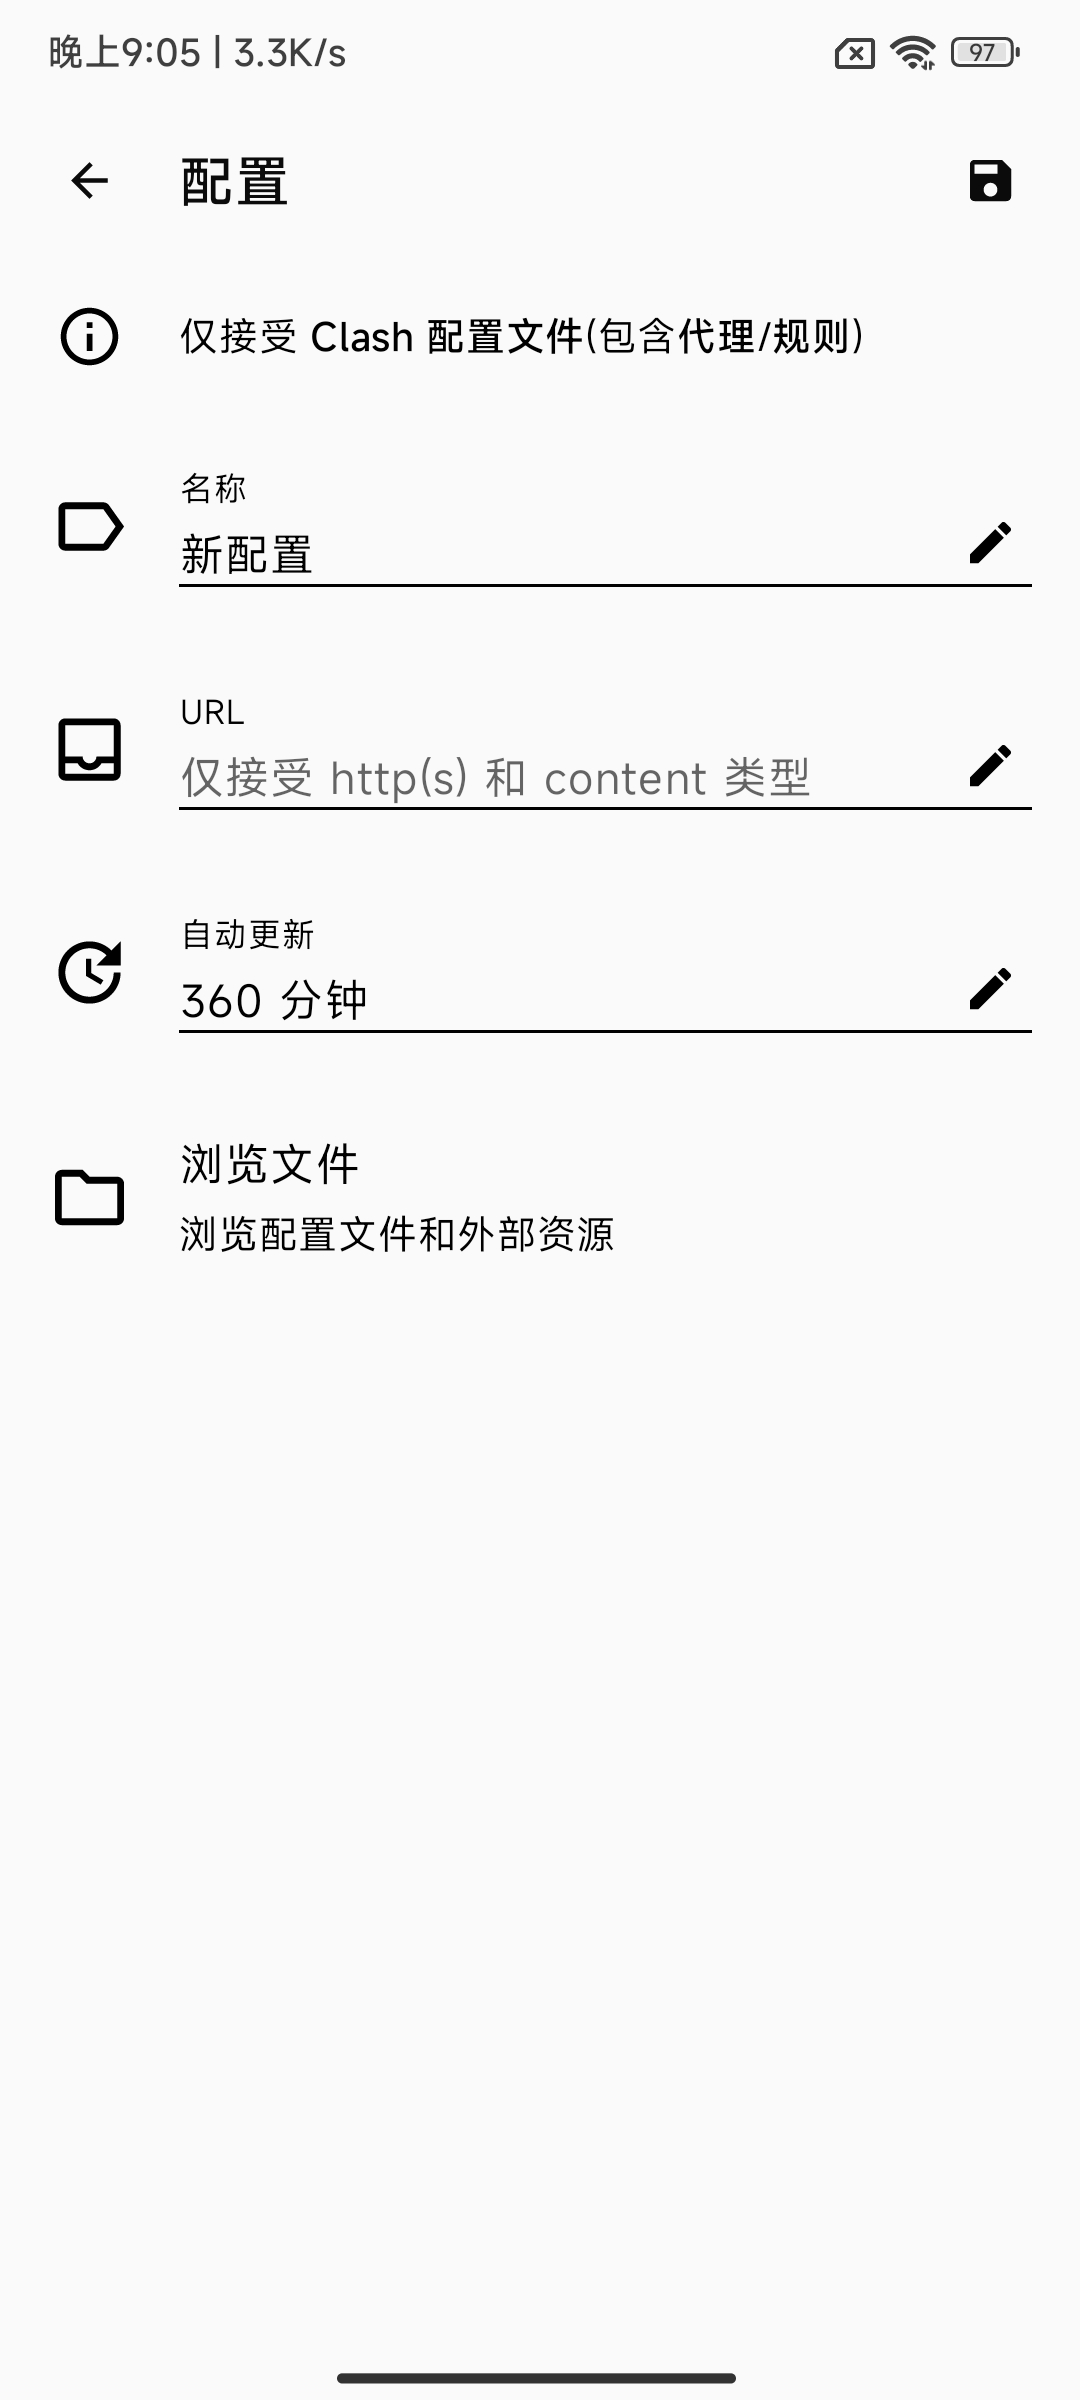 晚上9:05 | 3.3K/s
97
配置
仅接受 Clash 配置文件(包含代理/规则)
名称
新配置
URL
仅接受 http(s) 和 content 类型
自动更新
360 分钟
浏览文件
浏览配置文件和外部资源